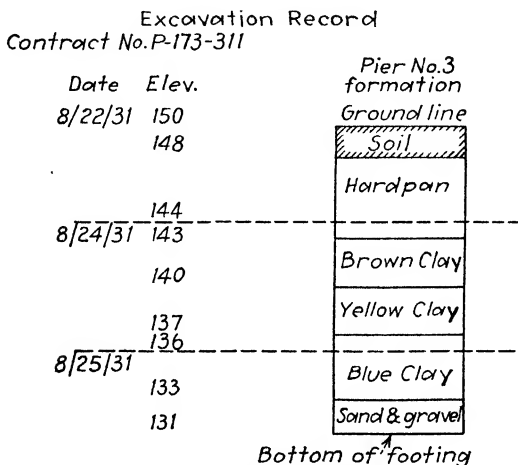 Excavation Record
Contract No. P-173-311
Pier No.3
formation
Date Elev.
8/22/31 150 Ground line
148 Soil
Hardpan
144
8/24/31 143
Brown Clay
140
Yellow Clay
137
136
8/25/31
Blue Clay
133
131 Sand & gravel
Bottom of footing